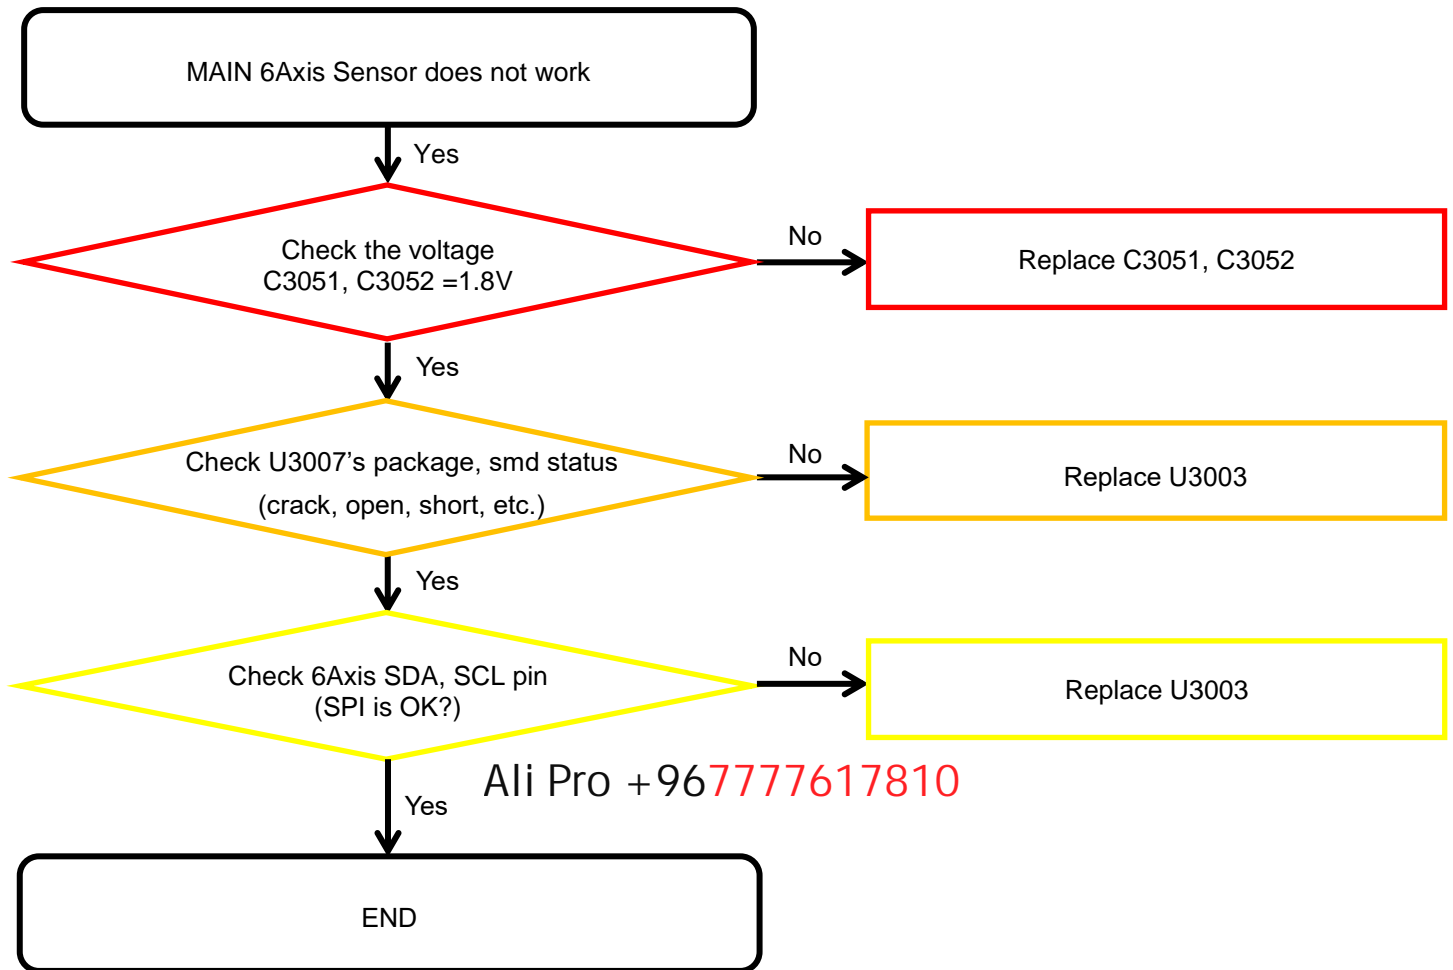 MAIN 6Axis Sensor does not work
Yes
Check the voltage
C3051, C3052 =1.8V
No
Replace C3051, C3052
Yes
Check U3007’s package, smd status
(crack, open, short, etc.)
No
Replace U3003
Yes
Check 6Axis SDA, SCL pin
(SPI is OK?)
No
Replace U3003
Ali Pro +967777617810
Yes
END